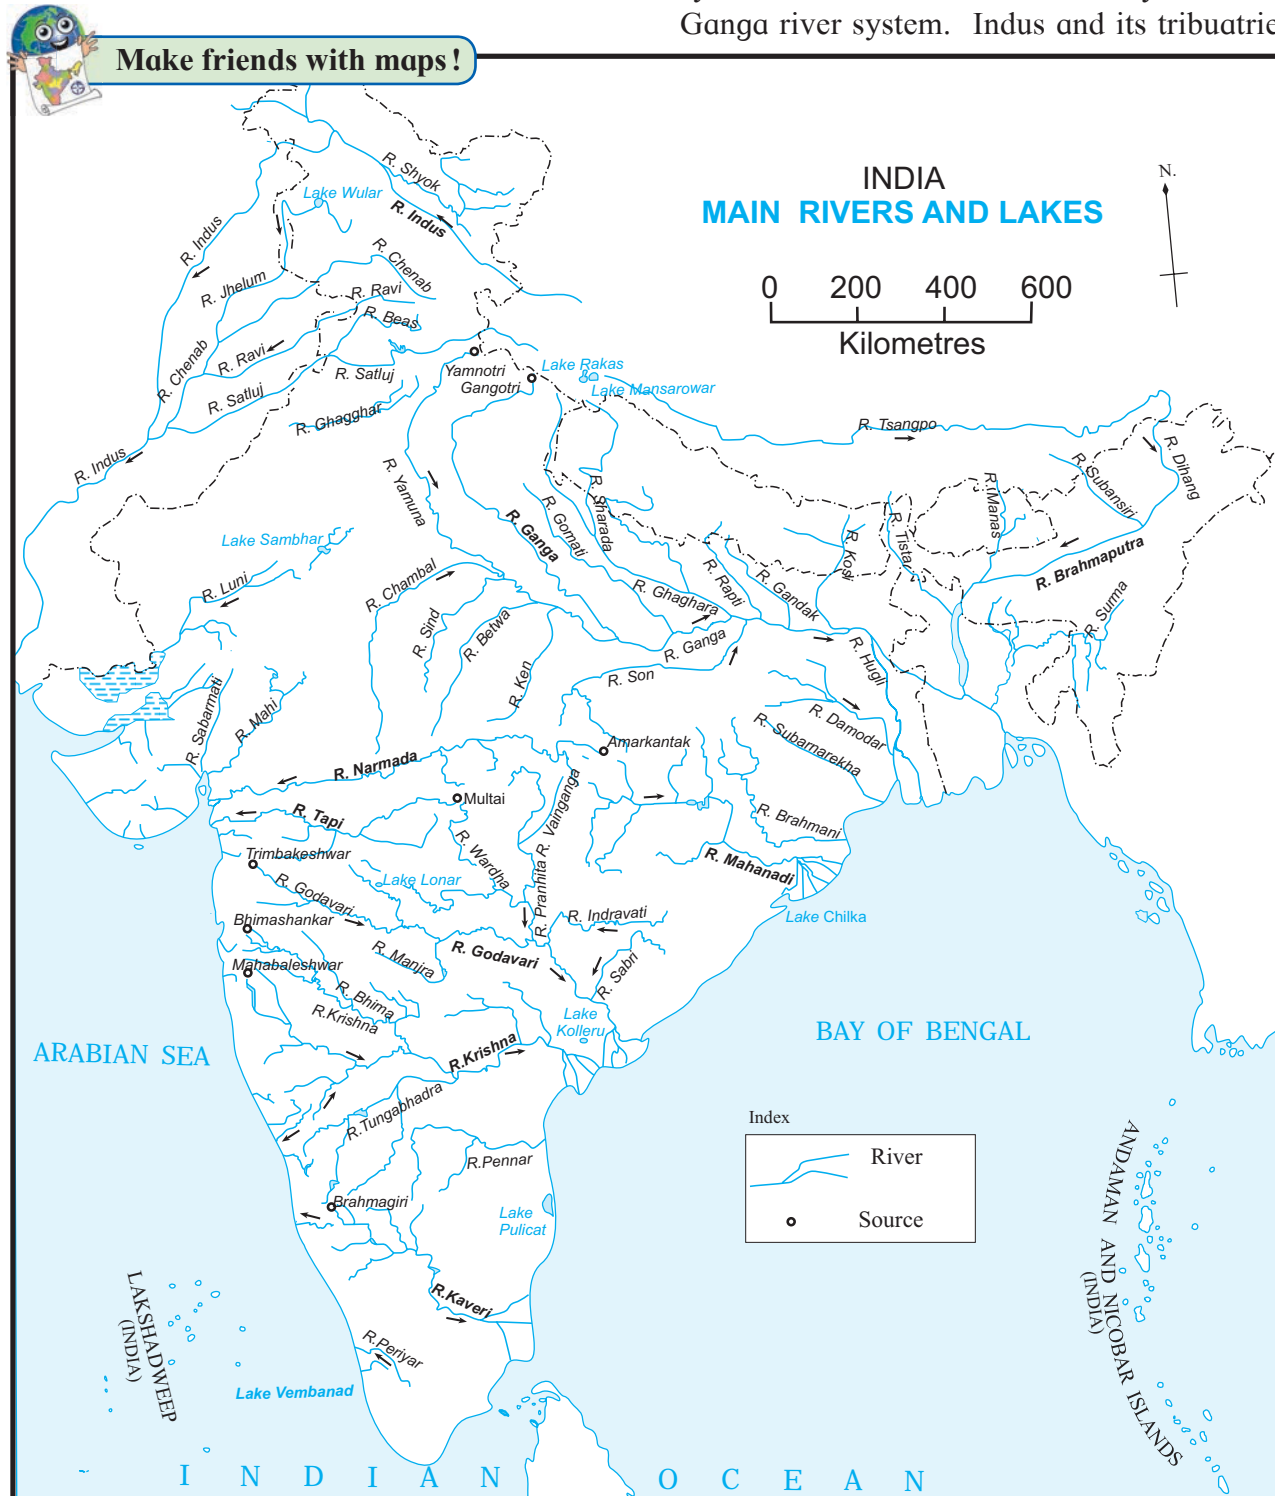 Ganga river system. Indus and its tribuatrie
Make friends with maps!
INDIA
MAIN RIVERS AND LAKES
N.
0 200 400 600
Kilometres
R. Shyok
Lake Wular
R. Indus
R. Indus
R. Chenab
R. Jhelum
R. Ravi
R. Beas
R. Chenab
R. Ravi
R. Satluj
R. Satluj
Yamnotri
Gangotri
Lake Rakas
Lake Mansarowar
R. Ghagghar
R. Tsangpo
R. Indus
R. Yamuna
R. Dihang
R. Subansiri
R. Manas
R. Sharada
R. Gomati
R. Ganga
R. Tistar
R. Kosi
Lake Sambhar
R. Brahmaputra
R. Luni
R. Chambal
R. Rapti
R. Gandak
R. Ghaghara
R. Surma
R. Sind
R. Betwa
R. Ganga
R. Hugli
R. Ken
R. Son
R. Sabarmati
R. Mahi
R. Damodar
R. Subarnarekha
Amarkantak
R. Narmada
Multai
R. Tapi
R. Vainganga
R. Brahmani
Trimbakeshwar
R. Wardha
R. Mahanadi
Lake Lonar
R. Godavari
R. Prannita
R. Indravati
Lake Chilka
Bhimashankar
R. Manjra
R. Godavari
Mahabaleshwar
R. Sabri
R. Bhima
R.Krishna
Lake
Kolleru
BAY OF BENGAL
ARABIAN SEA
R.Krishna
R.Tungabhadra
Index
River
Source
R.Pennar
Brahmagiri
Lake
Pulicat
ANDAMAN AND NICOBAR ISLANDS
(INDIA)
LAKSHADWEEP
(INDIA)
R.Kaveri
R.Periyar
Lake Vembanad
INDIAN OCEAN